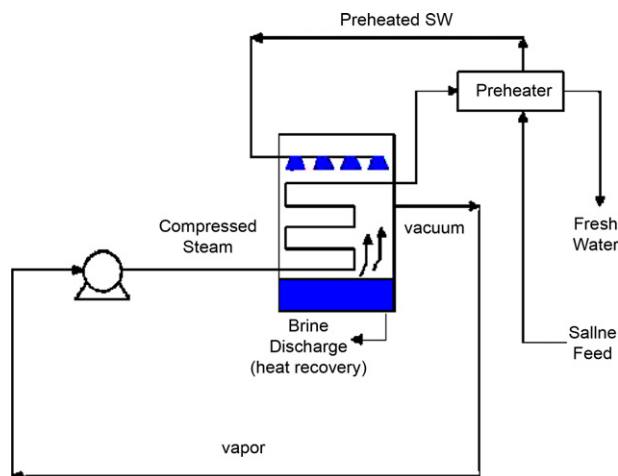 Preheated SW
Preheater
Compressed
Steam
vacuum
Fresh
Water
Brine
Discharge
(heat recovery)
Sallne
Feed
vapor